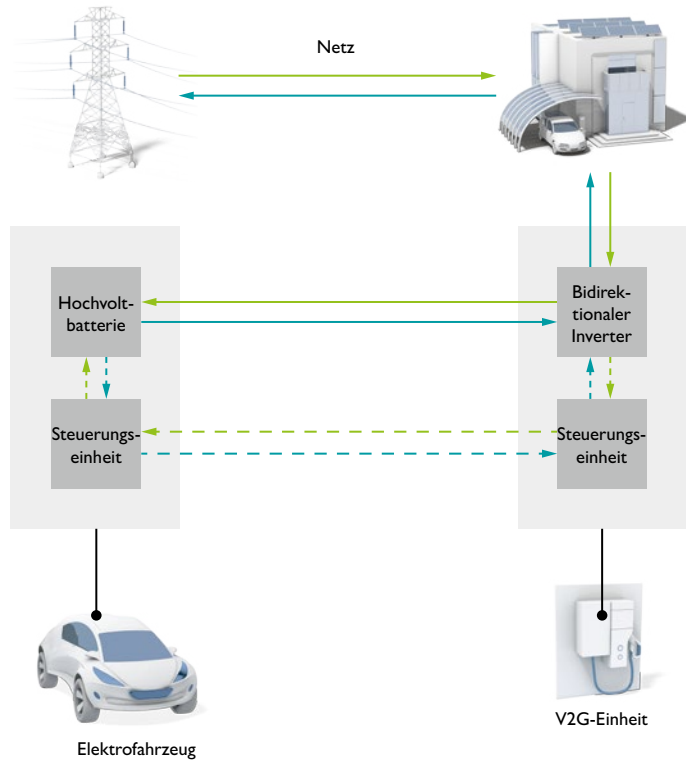 Netz
Hochvolt-
batterie
Bidirek-
tionaler
Inverter
Steuerungs-
einheit
Steuerungs-
einheit
Elektrofahrzeug
V2G-Einheit